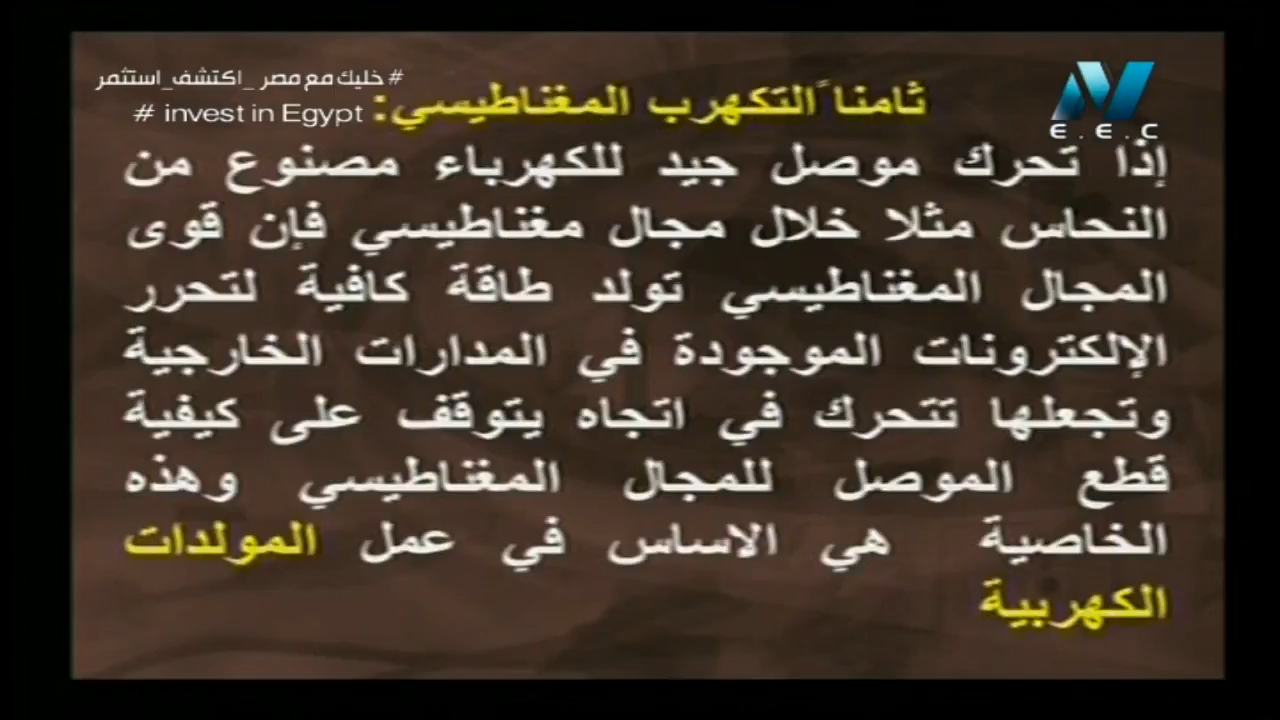 #خليك مع مصر _اكتشف_استثمر
# invest in Egypt
E.E.C
ثامناً التكهرب المغناطيسي:
إذا تحرك موصل جيد للكهرباء مصنوع من
النحاس مثلا خلال مجال مغناطيسي فإن قوى
المجال المغناطيسي تولد طاقة كافية لتحرر
الإلكترونات الموجودة في المدارات الخارجية
وتجعلها تتحرك في اتجاه يتوقف على كيفية
قطع الموصل للمجال المغناطيسي وهذه
الخاصية هي الاساس في عمل المولدات
الكهربية